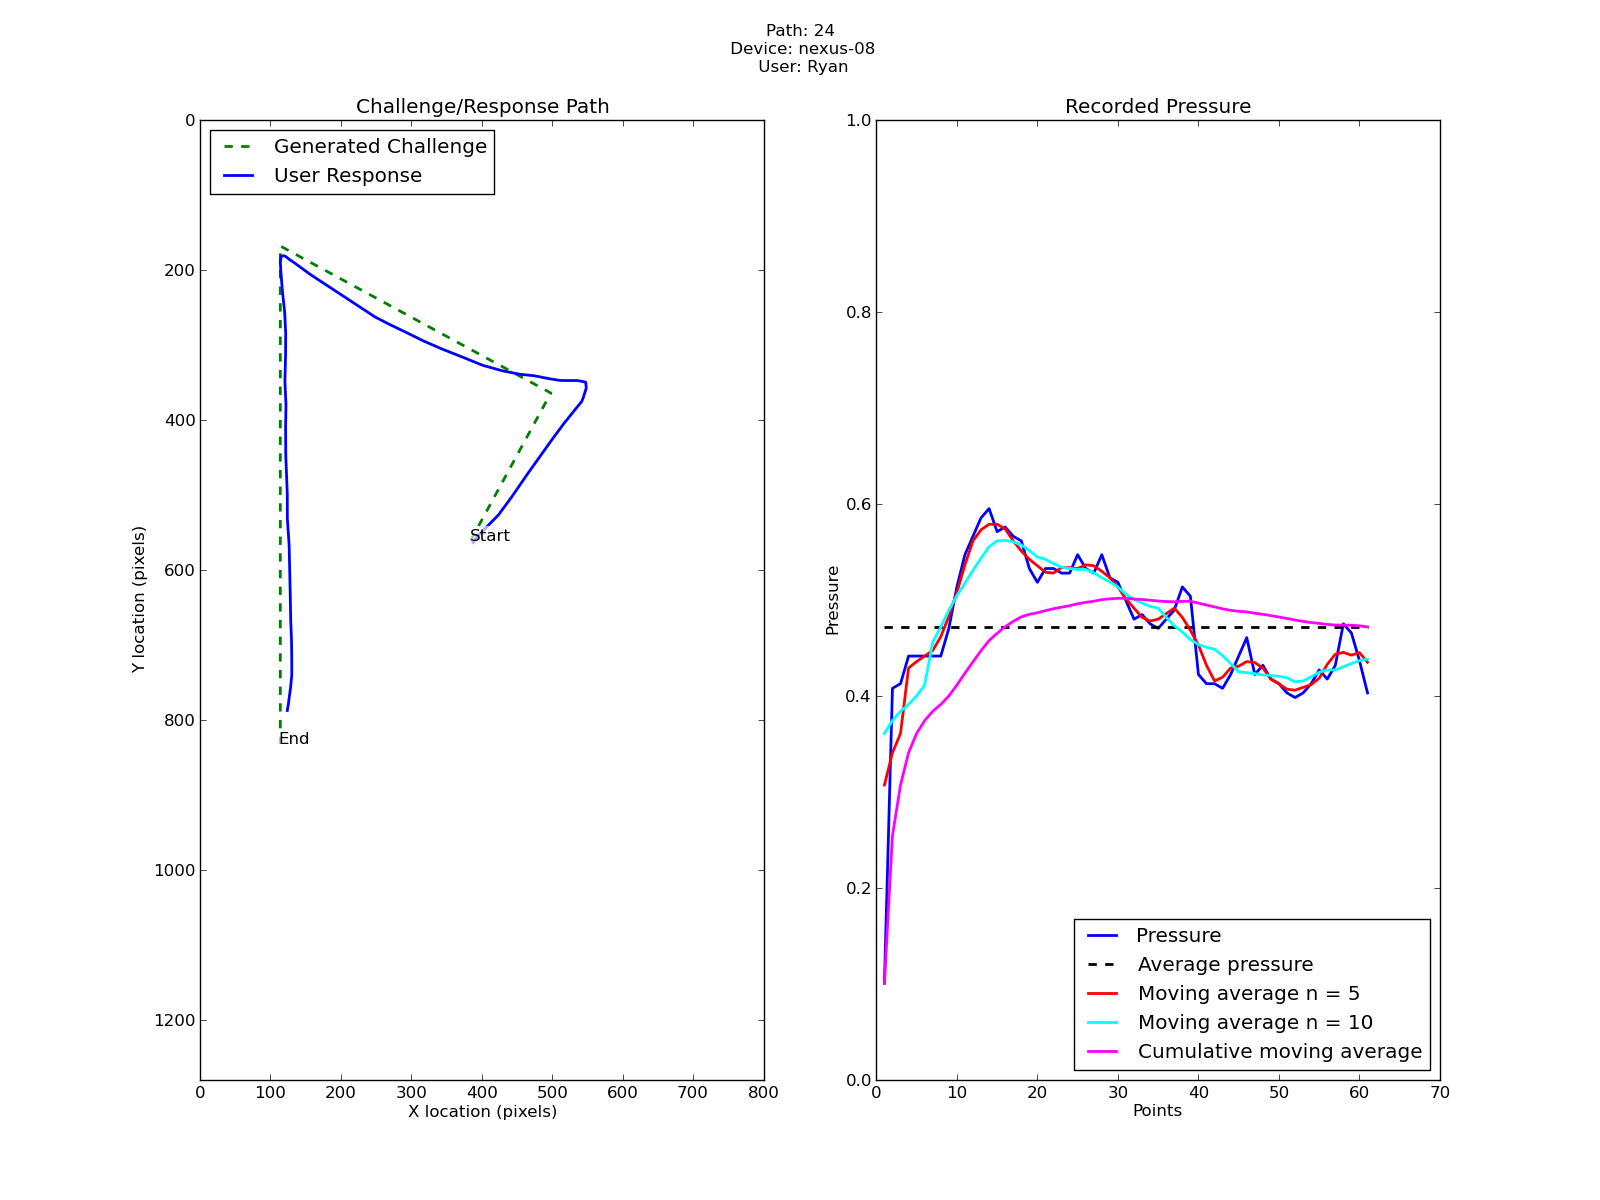 Path: 24
Device: nexus-08
User: Ryan
Challenge/Response Path
Generated Challenge
User Response
Start
End
0
200
400
600
800
1000
1200
Y location (pixels)
0 100 200 300 400 500 600 700 800
X location (pixels)
Recorded Pressure
1.0
0.8
0.6
0.4
0.2
0.0
Pressure
Pressure
Average pressure
Moving average n = 5
Moving average n = 10
Cumulative moving average
0 10 20 30 40 50 60 70
Points